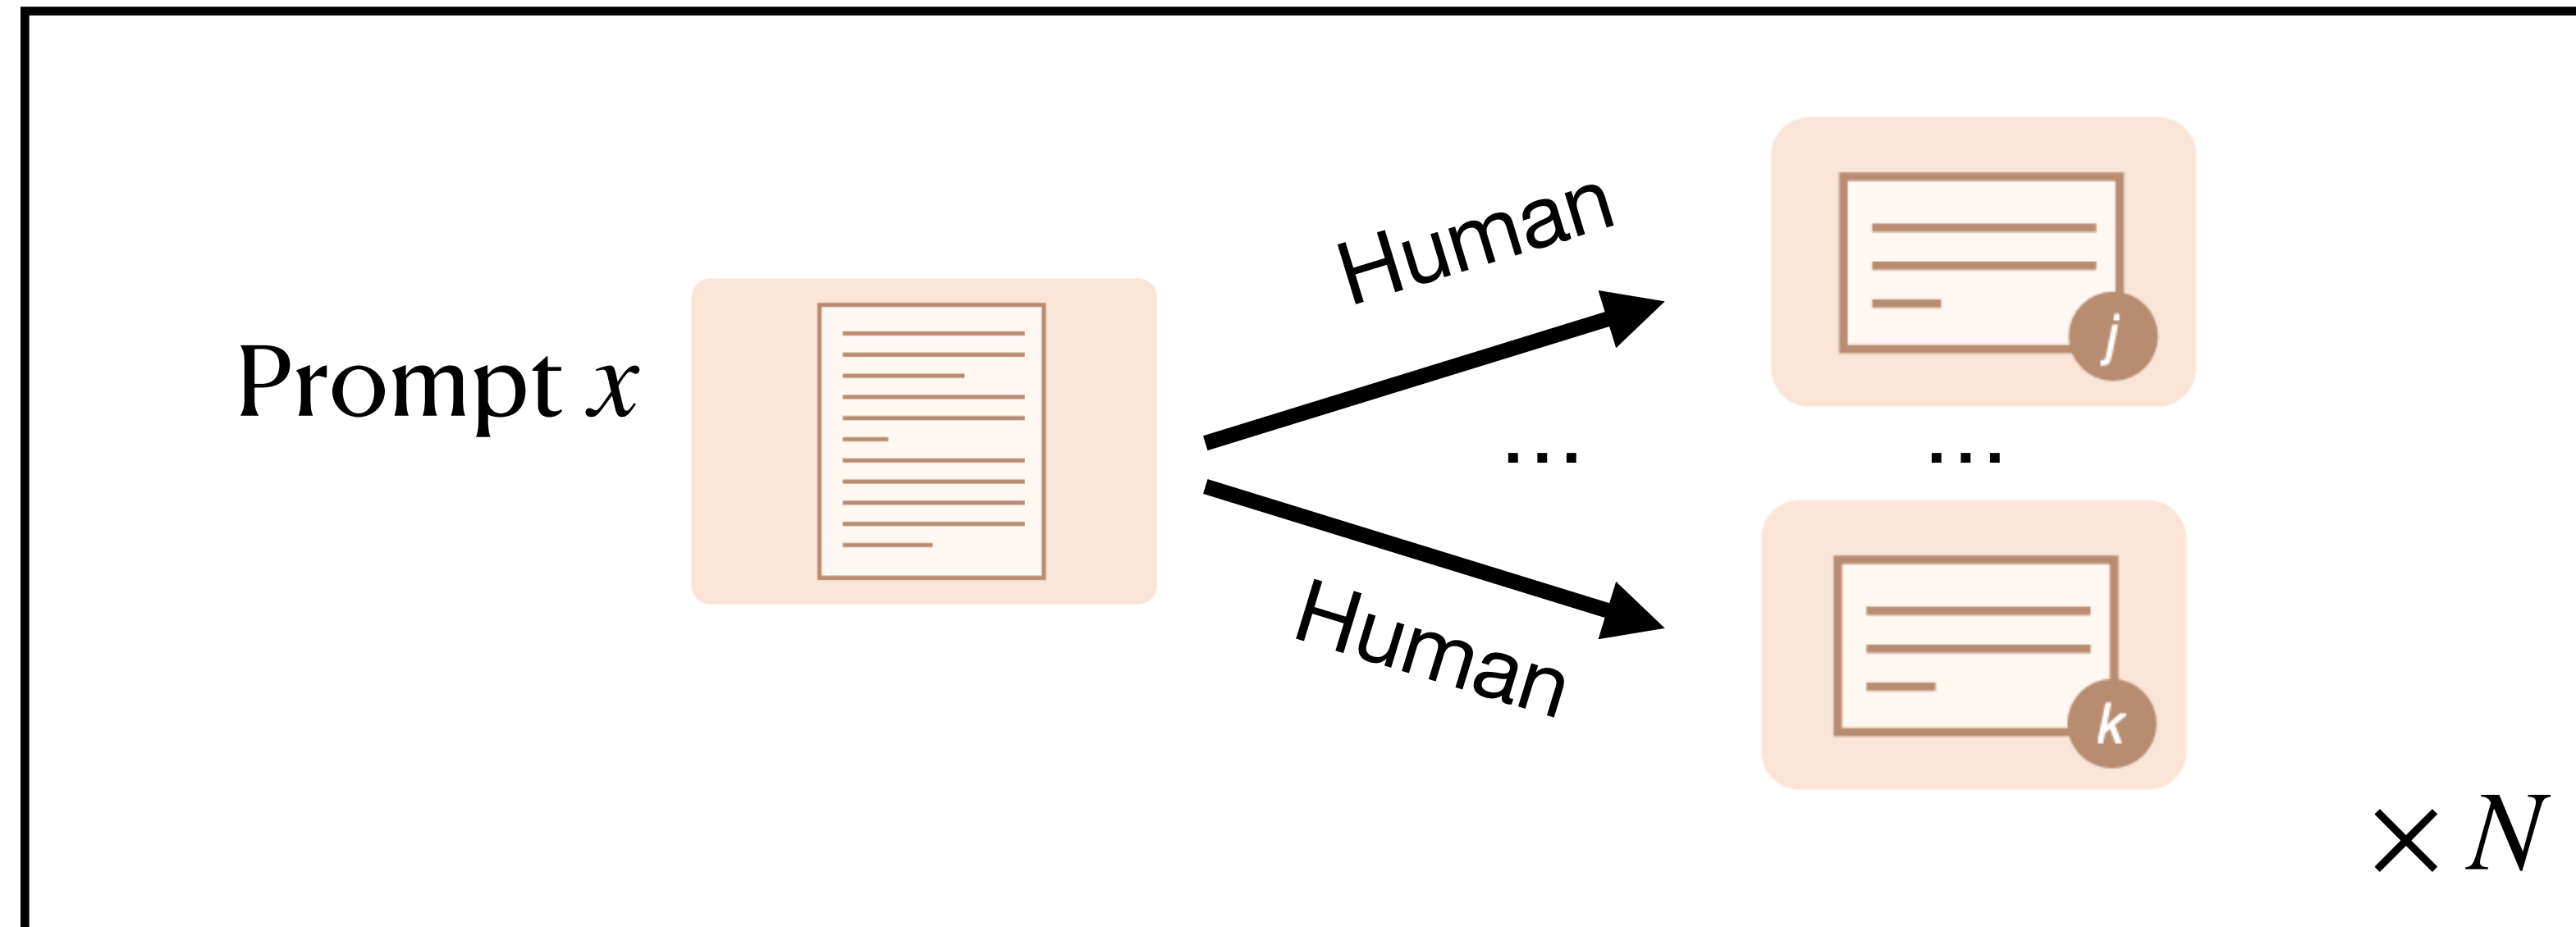 Prompt x
Human
j
...
...
Human
k
× N